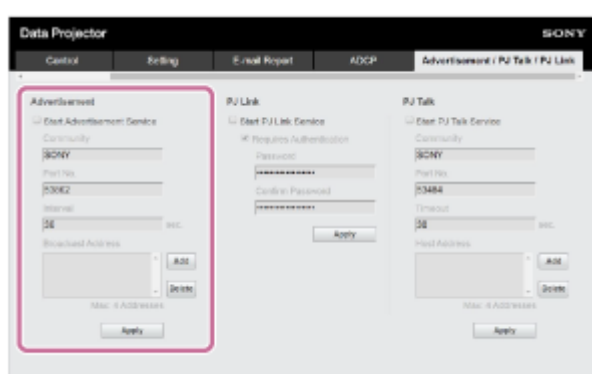 Data Projector
SONY
Control
Setting
E-mail Report
ADCP
Advertisement / PJ Talk / PJ Link
Advertisement
Start Advertisement Service
Community
SONY
Port No.
53862
Interval
30
sec.
Broadcast Address
Add
Delete
Max: 4 Addresses
Apply
PJ Link
Start PJ Link Service
Requires Authentication
Password
Confirm Password
Apply
PJ Talk
Start PJ Talk Service
Community
SONY
Port No.
53484
Timeout
30
sec.
Host Address
Add
Delete
Max: 4 Addresses
Apply